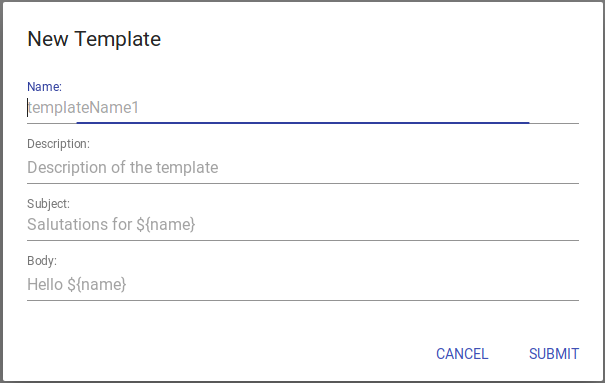 New Template
Name:
templateName1
Description:
Description of the template
Subject:
Salutations for ${name}
Body:
Hello ${name}
CANCEL SUBMIT